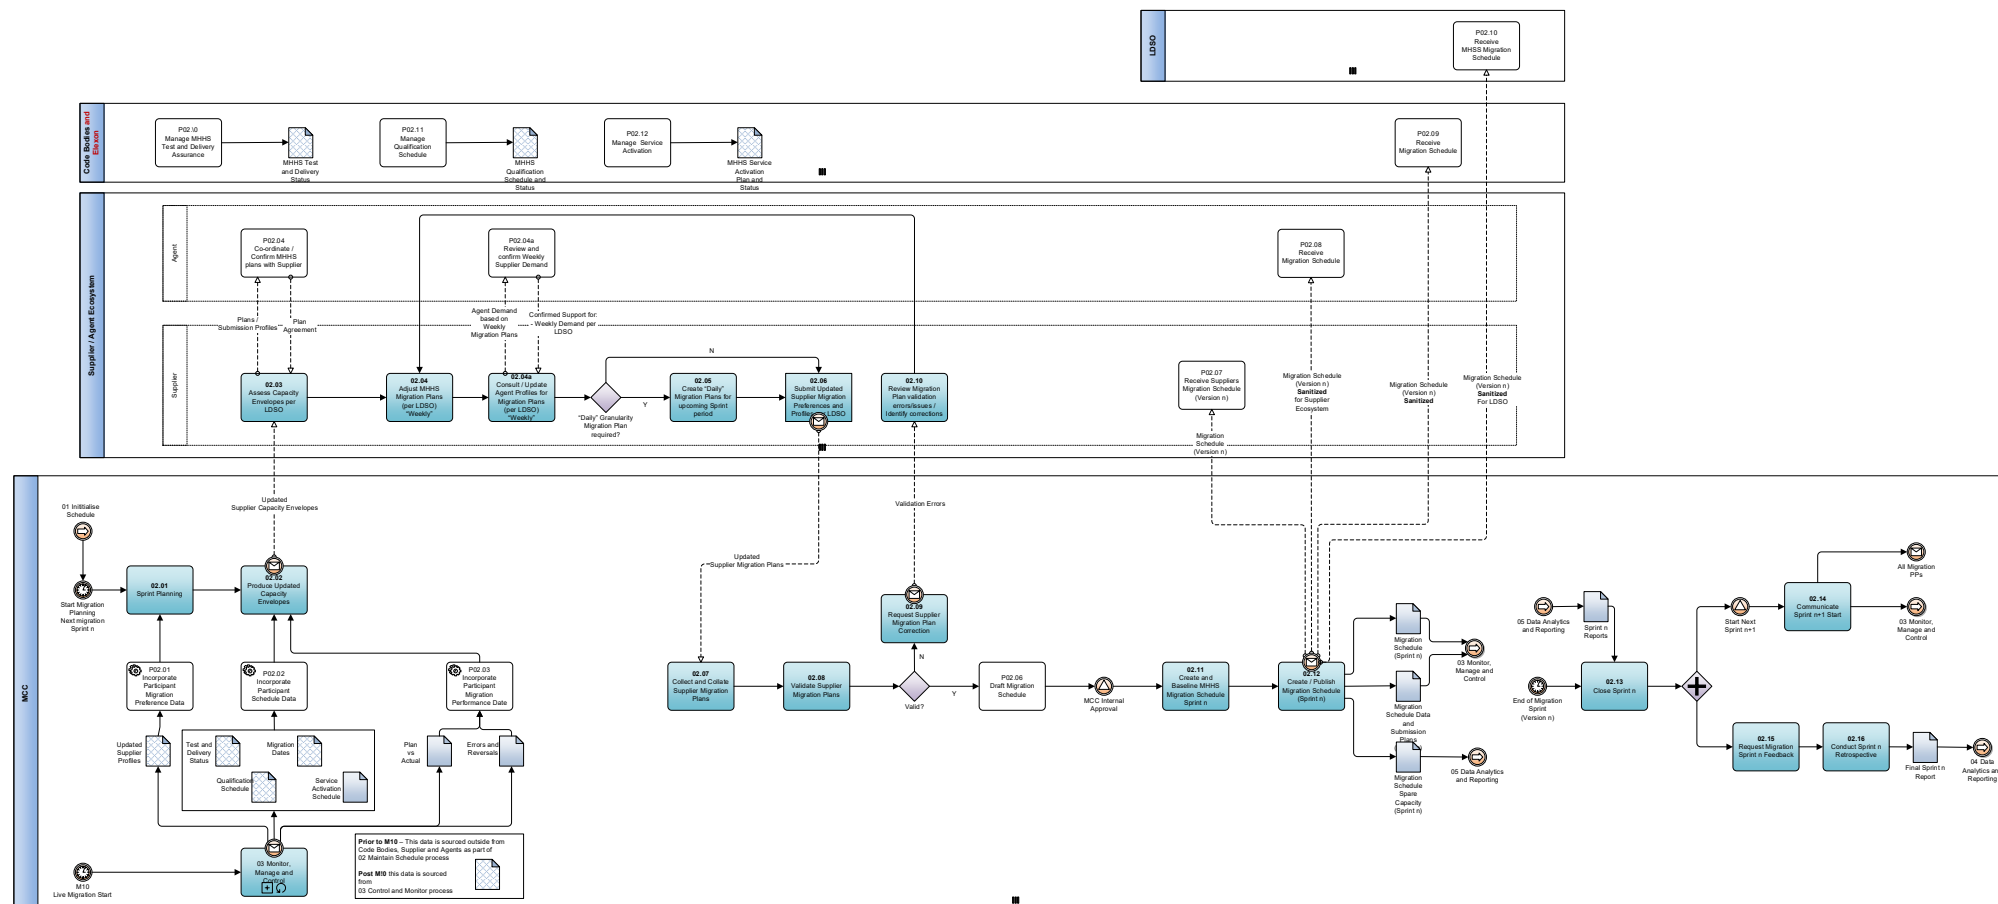 LDSO
P02.10
Receive
MHSS Migration
Schedule
Code Bodies and
Elexon
P02.\0
Manage MHHS
Test and Delivery
Assurance
MHHS Test
and Delivery
Status
P02.11
Manage
Qualification
Schedule
MHHS
Qualification
Schedule and
Status
P02.12
Manage Service
Activation
MHHS Service
Activation
Plan and
Status
P02.09
Receive
Migration Schedule
Supplier / Agent Ecosystem
Agent
P02.04
Co-ordinate /
Confirm MHHS
plans with Supplier
P02.04a
Review and
confirm Weekly
Supplier Demand
P02.08
Receive
Migration Schedule
Plans /
Submission Profiles
Plan
Agreement
Agent Demand
based on
Weekly
Migration Plans
Confirmed Support for:
- Weekly Demand per
LDSO
Supplier
02.03
Assess Capacity
Envelopes per
LDSO
02.04
Adjust MHHS
Migration Plans
(per LDSO)
"Weekly"
02.04a
Consult / Update
Agent Profiles for
Migration Plans
(per LDSO)
"Weekly"
N
Y
"Daily" Granularity
Migration Plan
required?
02.05
Create "Daily"
Migration Plans for
upcoming Sprint
period
02.06
Submit Updated
Supplier Migration
Preferences and
Profiles LDSO
02.10
Review Migration
Plan validation
errors/issues /
Identify corrections
P02.07
Receive Suppliers
Migration Schedule
(Version n)
Migration
Schedule
(Version n)
Migration Schedule
(Version n)
Sanitized
for Supplier
Ecosystem
Migration Schedule
(Version n)
Sanitized
Migration Schedule
(Version n)
Sanitized
For LDSO
MCC
01 Inititialise
Schedule
Start Migration
Planning
Next migration
Sprint n
02.01
Sprint Planning
Updated
Supplier Capacity Envelopes
02.02
Produce Updated
Capacity
Envelopes
P02.01
Incorporate
Participant
Migration
Preference Data
P02.02
Incorporate
Participant
Schedule Data
P02.03
Incorporate
Participant
Migration
Performance Date
Updated
Supplier
Profiles
Test and
Delivery
Status
Migration
Dates
Qualification
Schedule
Service
Activation
Schedule
Plan
vs
Actual
Errors and
Reversals
M10
Live Migration Start
03 Monitor,
Manage and
Control
Prior to M10 – This data is sourced outside from
Code Bodies, Supplier and Agents as part of
02 Maintain Schedule process
Post M!0 this data is sourced
from
03 Control and Monitor process
Updated
Supplier Migration Plans
02.07
Collect and Collate
Supplier Migration
Plans
02.08
Validate Supplier
Migration Plans
Validation Errors
02.09
Request Supplier
Migration Plan
Correction
N
Y
Valid?
P02.06
Draft Migration
Schedule
MCC Internal
Approval
02.11
Create and
Baseline MHHS
Migration Schedule
Sprint n
02.12
Create / Publish
Migration Schedule
(Sprint n)
Migration
Schedule
(Sprint n)
03 Monitor,
Manage and
Control
Migration
Schedule Data
and
Submission
Plans
Migration
Schedule
Spare
Capacity
(Sprint n)
05 Data Analytics
and Reporting
05 Data Analytics
and Reporting
Sprint n
Reports
End of Migration
Sprint
(Version n)
02.13
Close Sprint n
Start Next
Sprint n+1
02.14
Communicate
Sprint n+1 Start
All Migration
PPs
03 Monitor,
Manage and
Control
02.15
Request Migration
Sprint n Feedback
02.16
Conduct Sprint n
Retrospective
Final Sprint n
Report
04 Data
Analytics an
Reporting